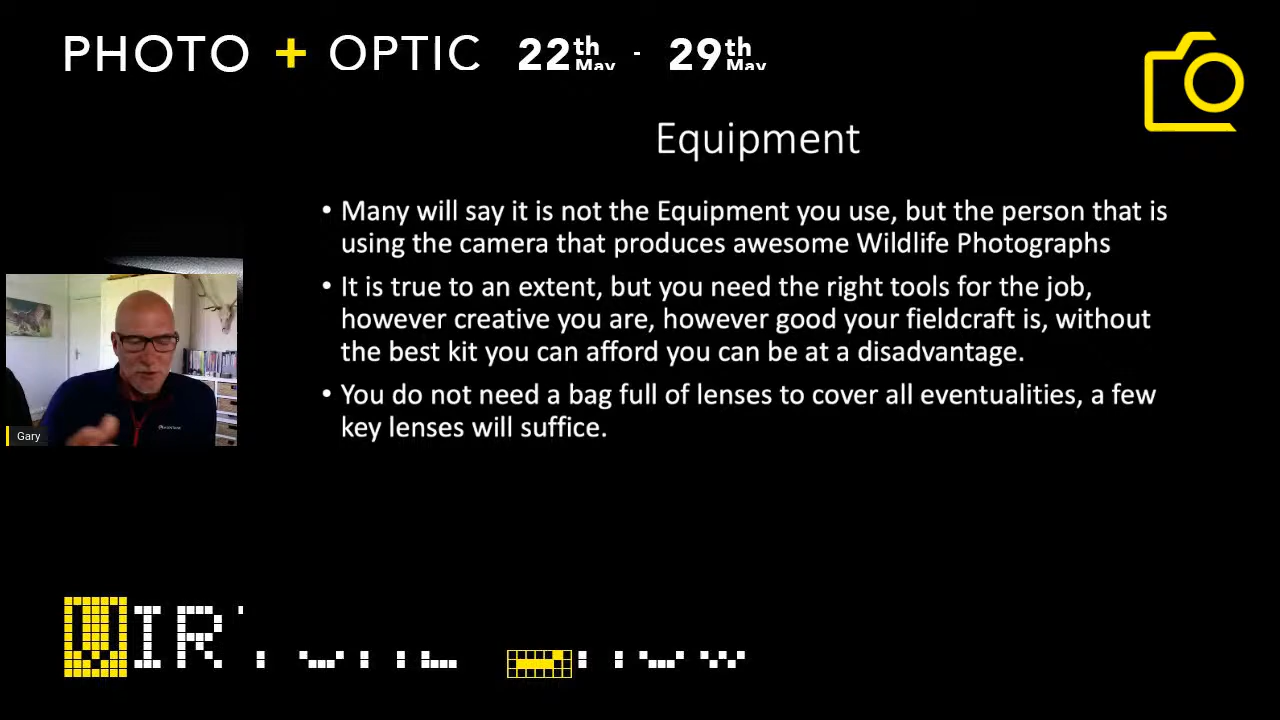 PHOTO + OPTIC 22th May - 29th May
Equipment
• Many will say it is not the Equipment you use, but the person that is
using the camera that produces awesome Wildlife Photographs
• It is true to an extent, but you need the right tools for the job,
however creative you are, however good your fieldcraft is, without
the best kit you can afford you can be at a disadvantage.
• You do not need a bag full of lenses to cover all eventualities, a few
key lenses will suffice.
Gary